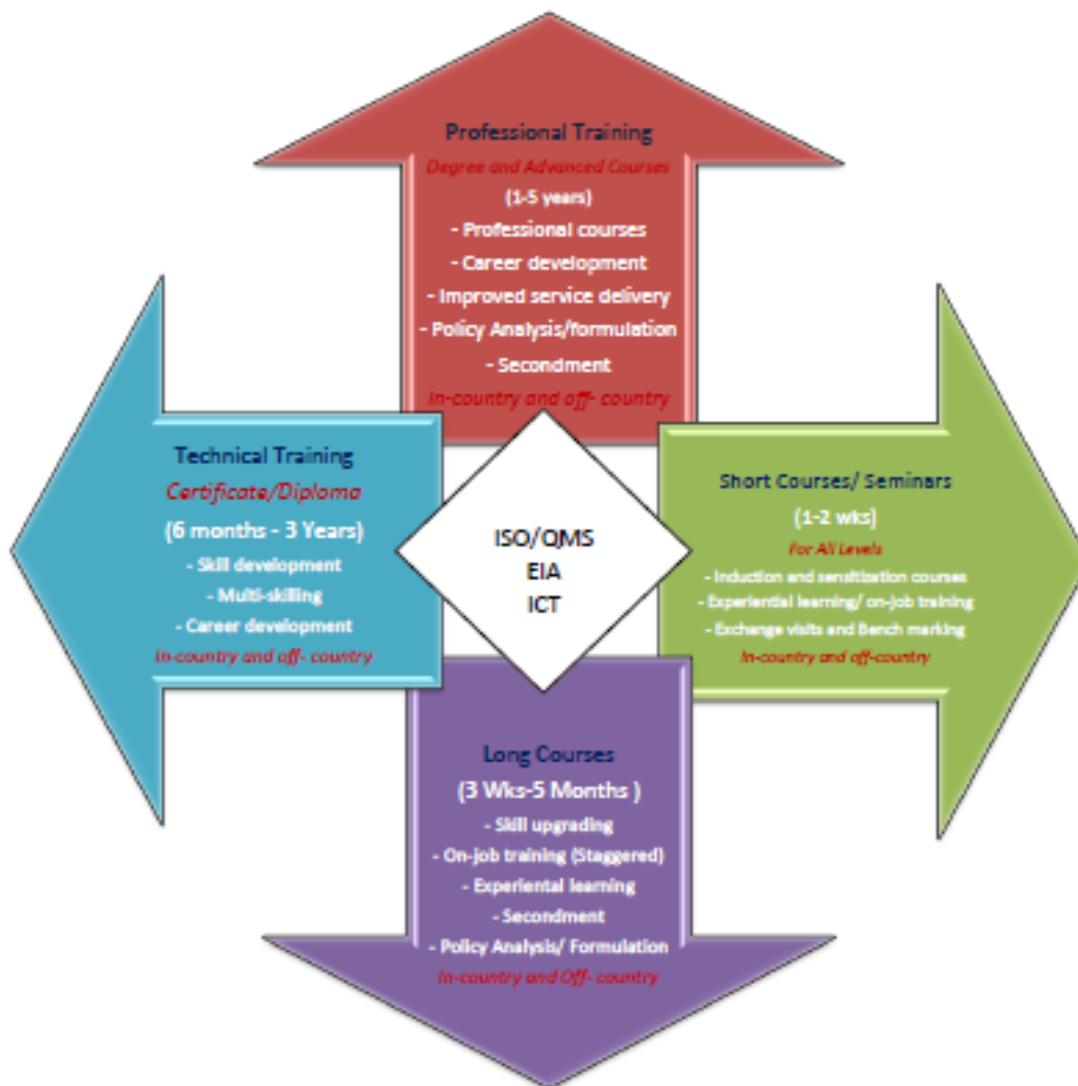 Professional Training
Degree and Advanced Courses
(1-5 years)
- Professional courses
- Career development
- Improved service delivery
- Policy Analysis/formulation
- Secondment
In-country and off- country
Technical Training
Certificate/Diploma
(6 months - 3 Years)
- Skill development
- Multi-skilling
- Career development
In-country and off- country
ISO/QMS
EIA
ICT
Short Courses/ Seminars
(1-2 wks)
For All Levels
- Induction and sensitization courses
- Experiential learning/ on-job training
- Exchange visits and Bench marking
In-country and off-country
Long Courses
(3 Wks-5 Months )
- Skill upgrading
- On-job training (Staggered)
- Experiental learning
- Secondment
- Policy Analysis/ Formulation
In-country and Off- country